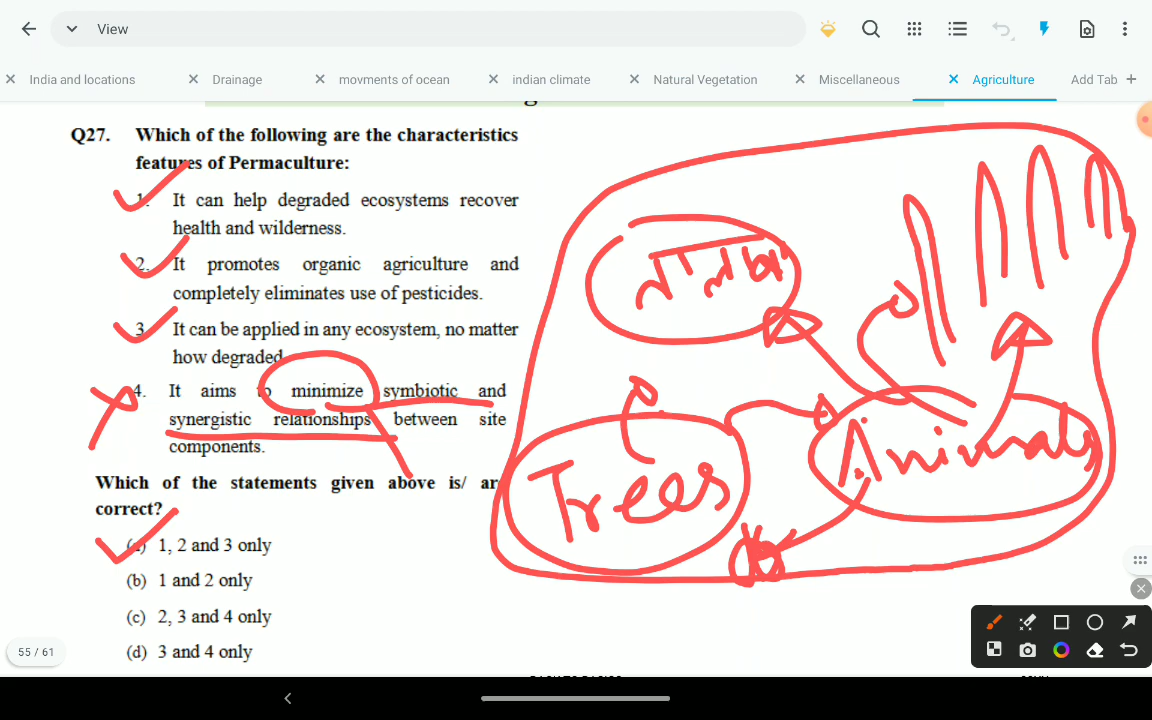 View
India and locations
Drainage
movments of ocean
indian climate
Natural Vegetation
Miscellaneous
Agriculture
Add Tab
Q27. Which of the following are the characteristics
features of Permaculture:
1. It can help degraded ecosystems recover
health and wilderness.
2. It promotes organic agriculture and
completely eliminates use of pesticides.
3. It can be applied in any ecosystem, no matter
how degraded.
4. It aims to minimize symbiotic and
synergistic relationships between site
components.
Which of the statements given above is/ ar
correct?
(a) 1, 2 and 3 only
(b) 1 and 2 only
(c) 2, 3 and 4 only
(d) 3 and 4 only
Trees
Animals
55 / 61